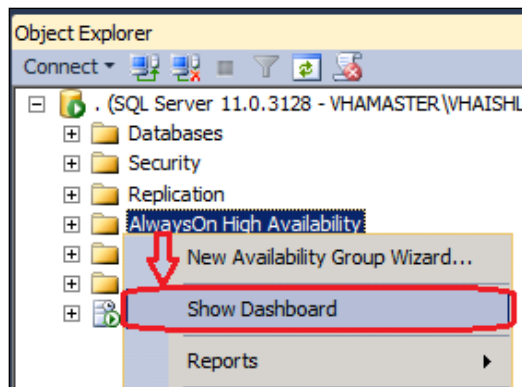 Object Explorer
Connect
. (SQL Server 11.0.3128 - VHAMASTER\VHAISHL
Databases
Security
Replication
AlwaysOn High Availability
New Availability Group Wizard...
Show Dashboard
Reports